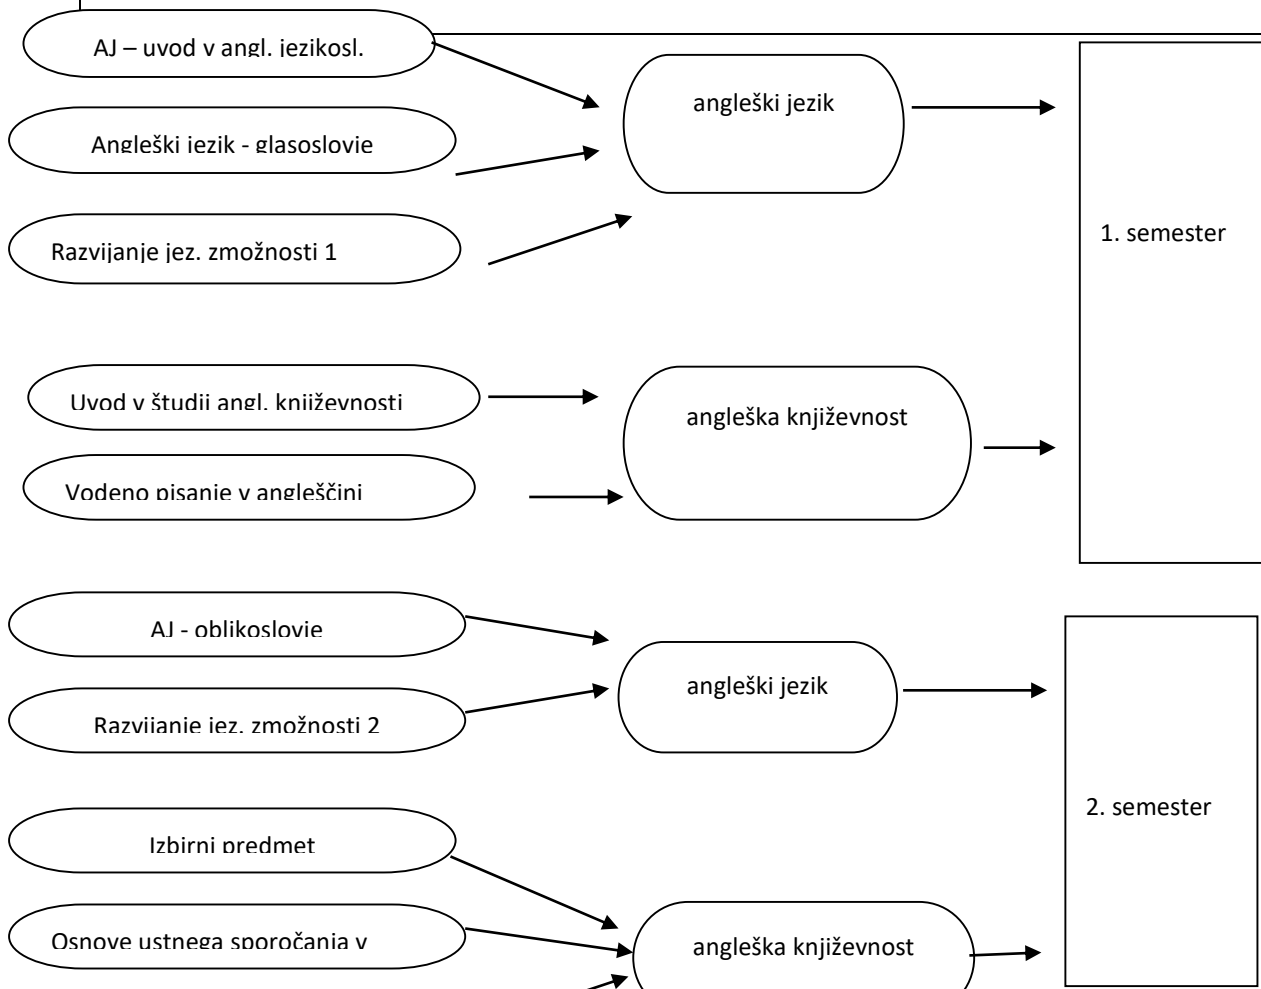 AJ – uvod v angl. jezikosl.
angleški jezik
Angleški jezik - glasoslovje
Razvijanje jez. zmožnosti 1
1. semester
Uvod v študij angl. književnosti
angleška književnost
Vodeno pisanje v angleščini
AJ - oblikoslovje
angleški jezik
Razvijanje jez. zmožnosti 2
2. semester
Izbirni predmet
Osnove ustnega sporočanja v
angleška književnost